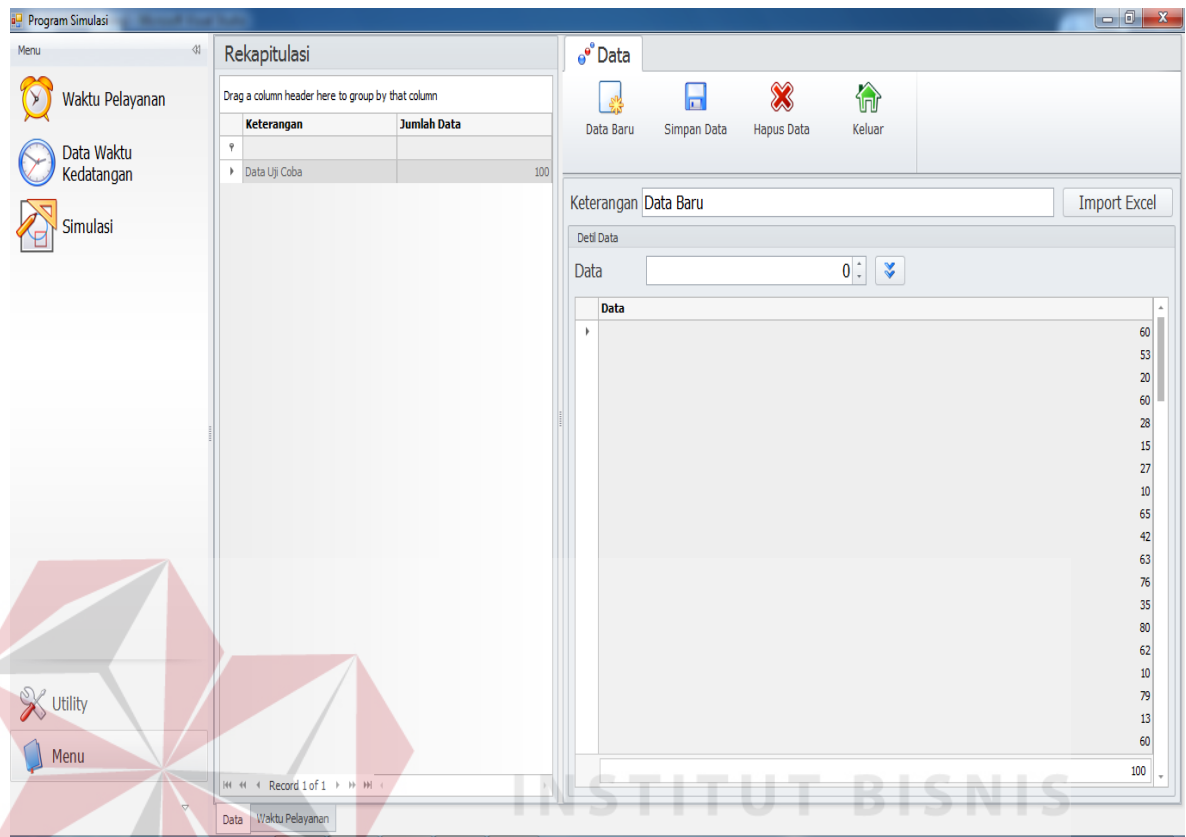 Program Simulasi
Menu
Waktu Pelayanan
Data Waktu
Kedatangan
Simulasi
Utility
Menu
Rekapitulasi
Drag a column header here to group by that column
Keterangan Jumlah Data
Data Uji Coba 100
Record 1 of 1
Data Waktu Pelayanan
Data
Data Baru Simpan Data Hapus Data Keluar
Keterangan Data Baru Import Excel
Detil Data
Data 0
Data
60
53
20
60
28
15
27
10
65
42
63
76
35
80
62
10
79
13
60
100
INSTITUT BISNIS